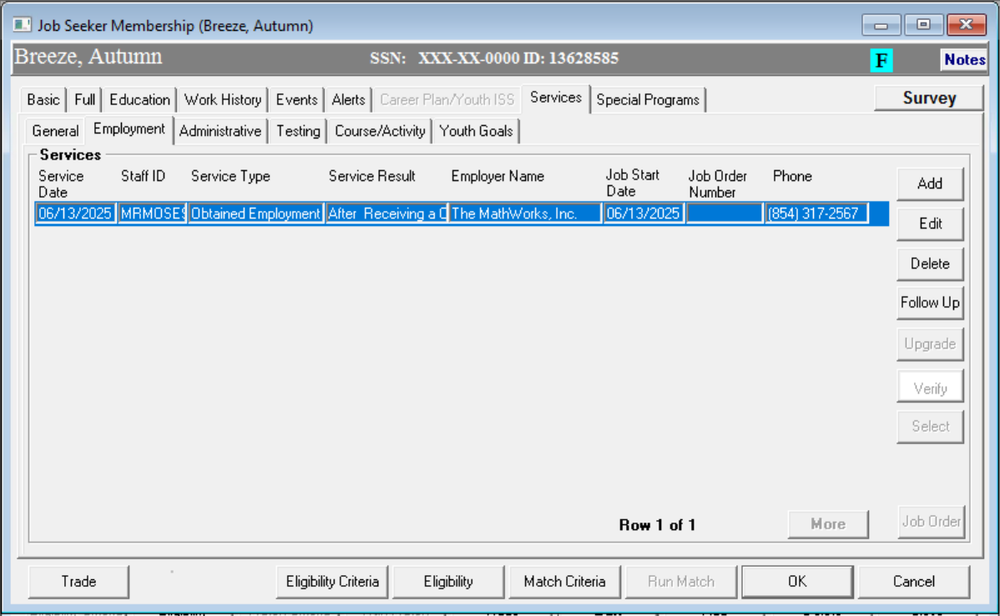 Job Seeker Membership (Breeze, Autumn)
Breeze, Autumn SSN: XXX-XX-0000 ID: 13628585 F Notes
Basic Full Education Work History Events Alerts Career Plan/Youth ISS Services Special Programs Survey
General Employment Administrative Testing Course/Activity Youth Goals
Services
Service Date Staff ID Service Type Service Result Employer Name Job Start Date Job Order Number Phone
06/13/2025 MRMOSES Obtained Employment After Receiving a The MathWorks, Inc. 06/13/2025 (854) 317-2567
Add
Edit
Delete
Follow Up
Upgrade
Verify
Select
Row 1 of 1 More Job Order
Trade Eligibility Criteria Eligibility Match Criteria Run Match OK Cancel